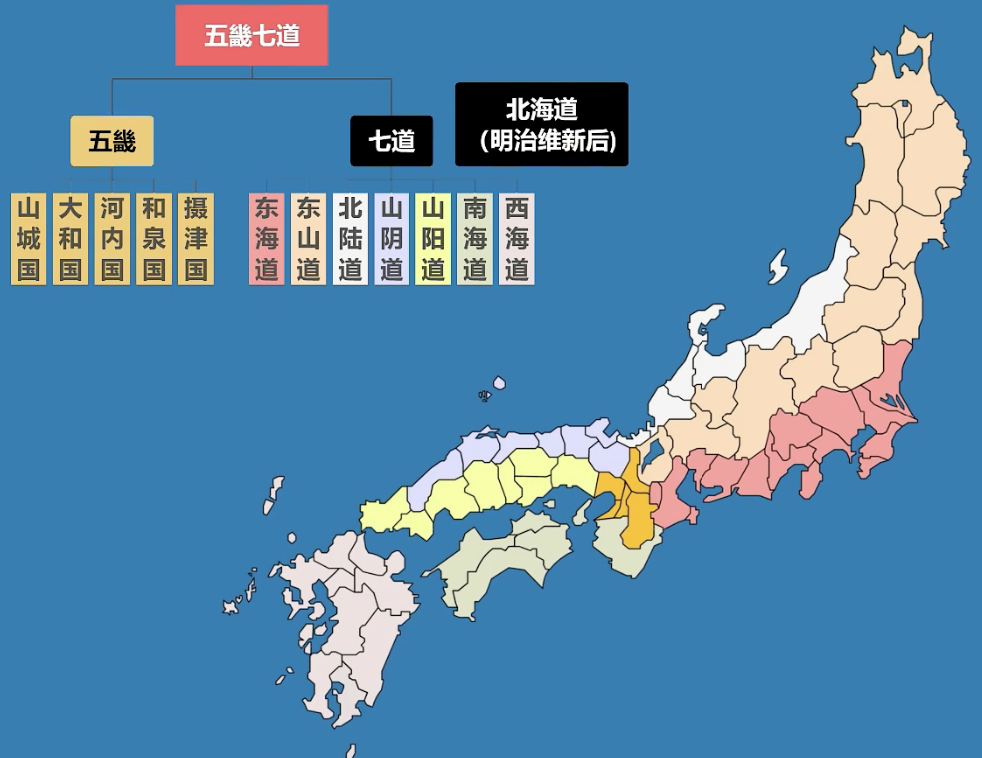 五畿七道
北海道
（明治维新后)
五畿
七道
山城国
大和国
河内国
和泉国
摄津国
东海道
东山道
北陆道
山阴道
山阳道
南海道
西海道